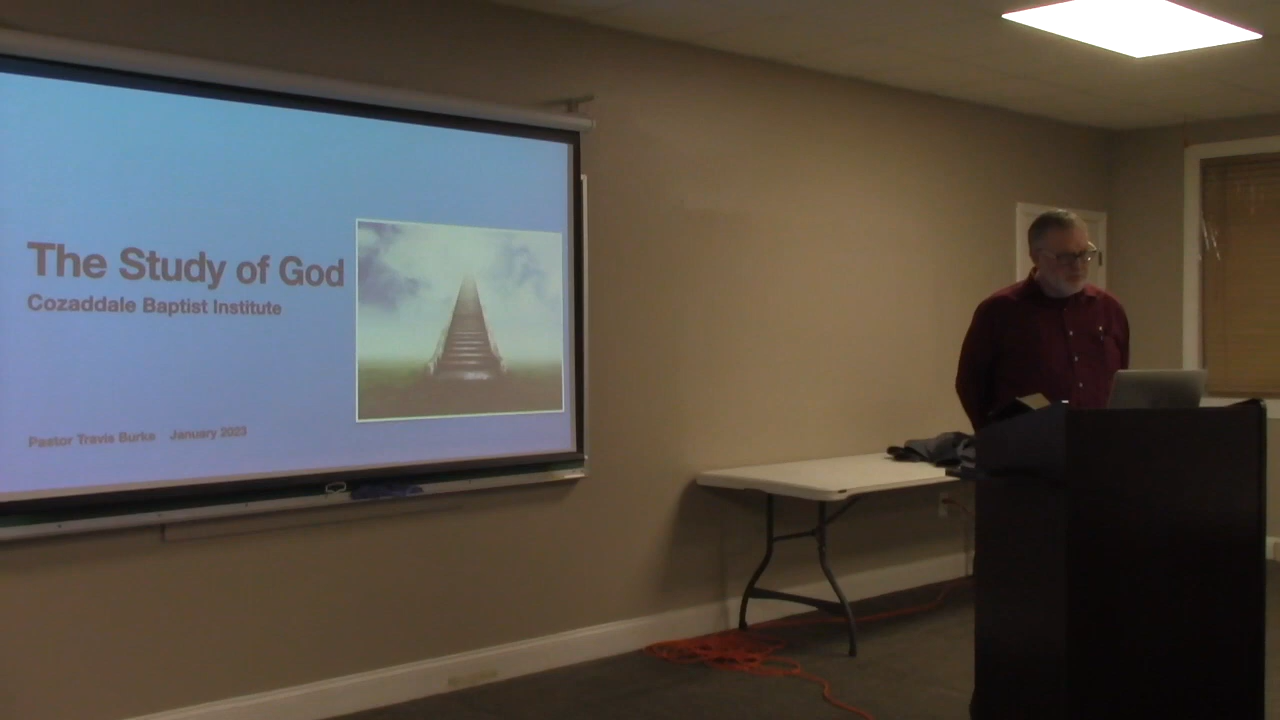 The Study of God
Cozaddale Baptist Institute
Pastor Travis Burke January 2023